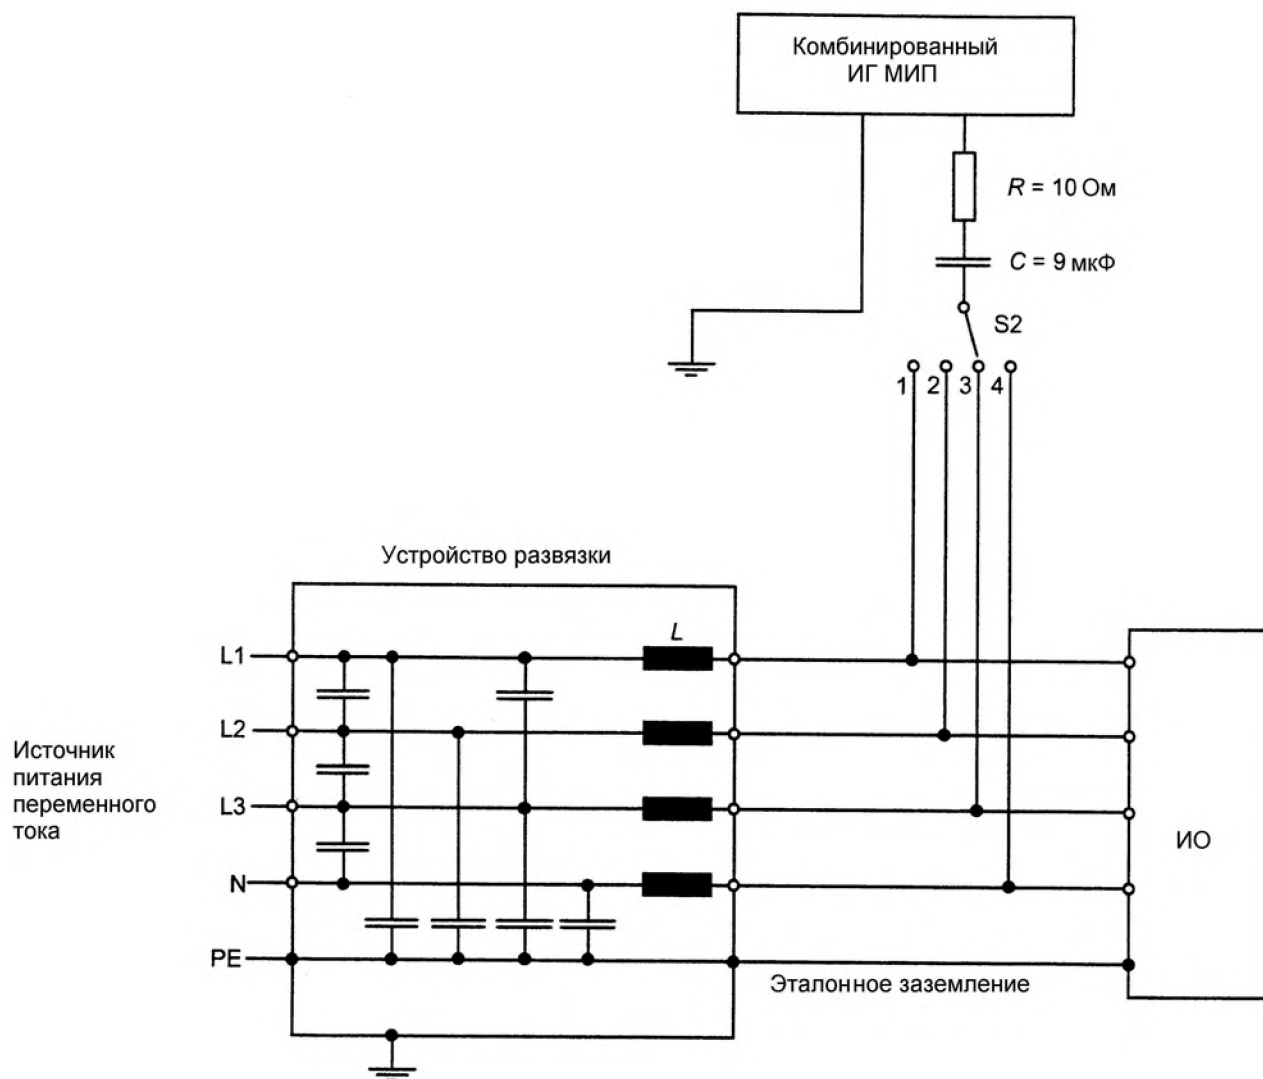 Комбинированный
ИГ МИП
R = 10 Ом
C = 9 мкФ
S2
1 2 3 4
Устройство развязки
L
L1
L2
L3
N
PE
Источник
питания
переменного
тока
ИО
Эталонное заземление